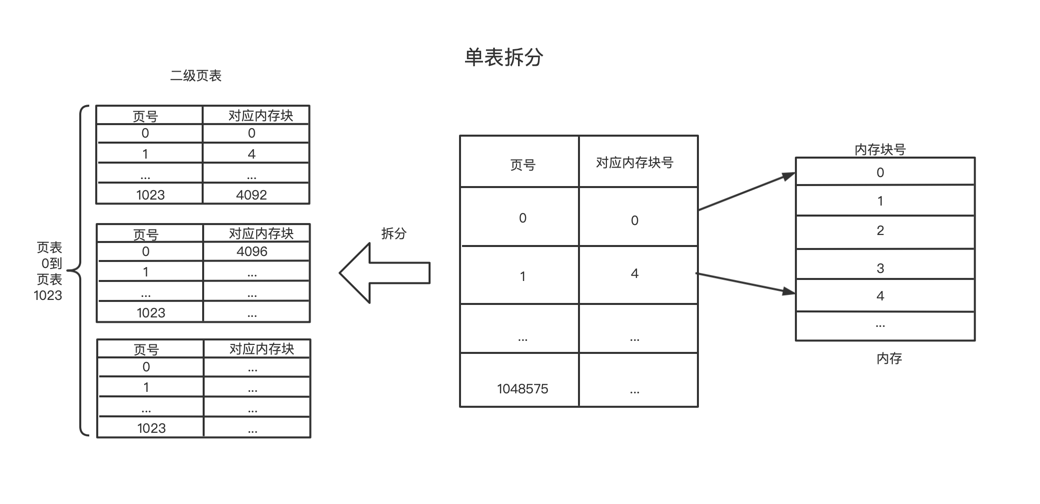 单表拆分
二级页表
页号 对应内存块
0 0
1 4
... ...
1023 4092
页号 对应内存块
0 4096
1 ...
... ...
1023 ...
页号 对应内存块
0 ...
1 ...
... ...
1023 ...
页表
0到
页表
1023
拆分
页号 对应内存块号
0 0
1 4
... ...
1048575 ...
内存块号
0
1
2
3
4
...
内存